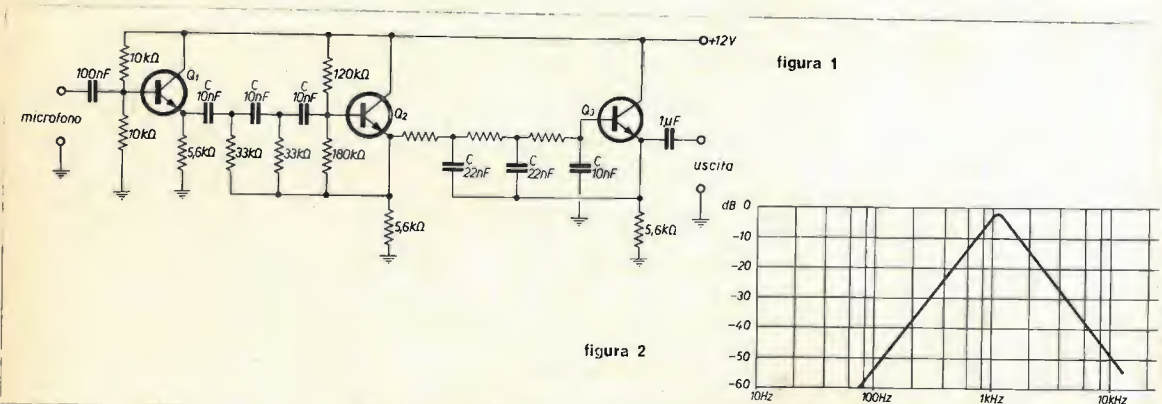 +12V
figura 1
10kΩ
Q1
100nF
C
10nF
C
10nF
C
10nF
120kΩ
Q2
Q3
1µF
microfono
10kΩ
5,6kΩ
33kΩ
33kΩ
180kΩ
C
22nF
C
22nF
C
10nF
uscita
5,6kΩ
5,6kΩ
figura 2
dB 0
-10
-20
-30
-40
-50
-60
10Hz
100Hz
1kHz
10kHz